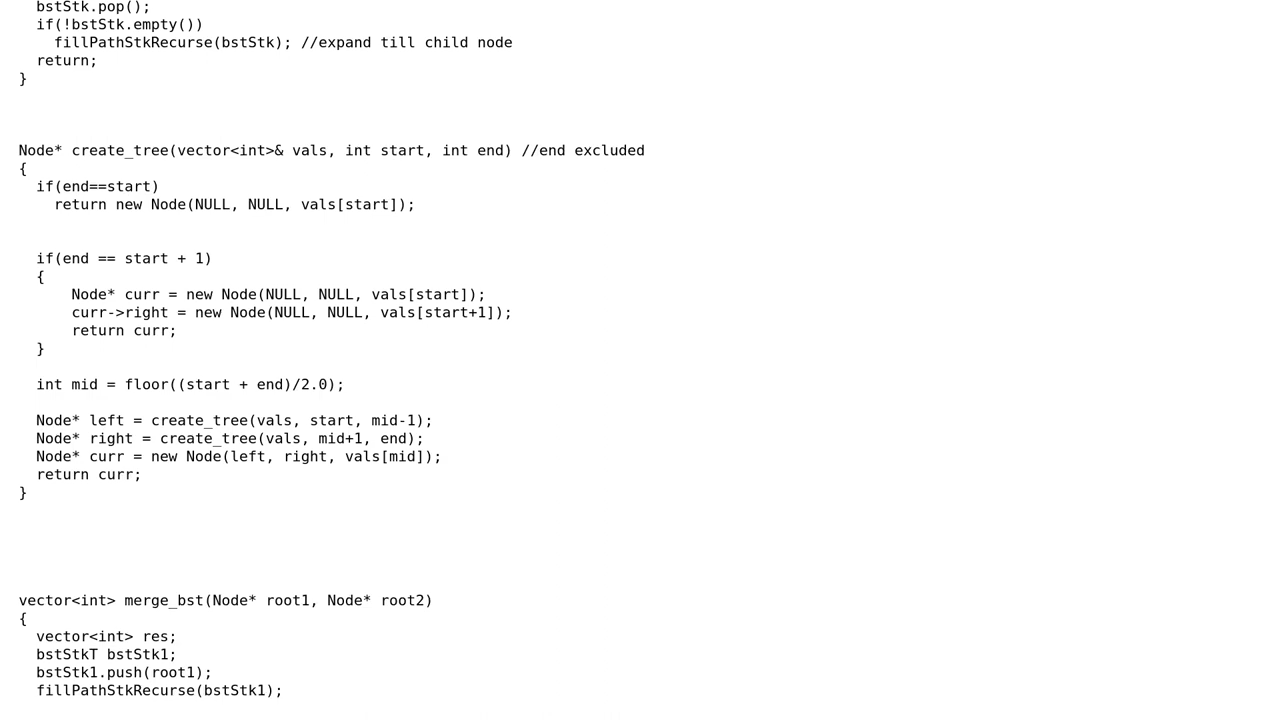 bstStk.pop();
if(!bstStk.empty())
fillPathStkRecurse(bstStk); //expand till child node
return;
}
Node* create_tree(vector<int>& vals, int start, int end) //end excluded
{
if(end==start)
return new Node(NULL, NULL, vals[start]);
if(end == start + 1)
{
Node* curr = new Node(NULL, NULL, vals[start]);
curr->right = new Node(NULL, NULL, vals[start+1]);
return curr;
}
int mid = floor((start + end)/2.0);
Node* left = create_tree(vals, start, mid-1);
Node* right = create_tree(vals, mid+1, end);
Node* curr = new Node(left, right, vals[mid]);
return curr;
}
vector<int> merge_bst(Node* root1, Node* root2)
{
vector<int> res;
bstStkT bstStk1;
bstStk1.push(root1);
fillPathStkRecurse(bstStk1);